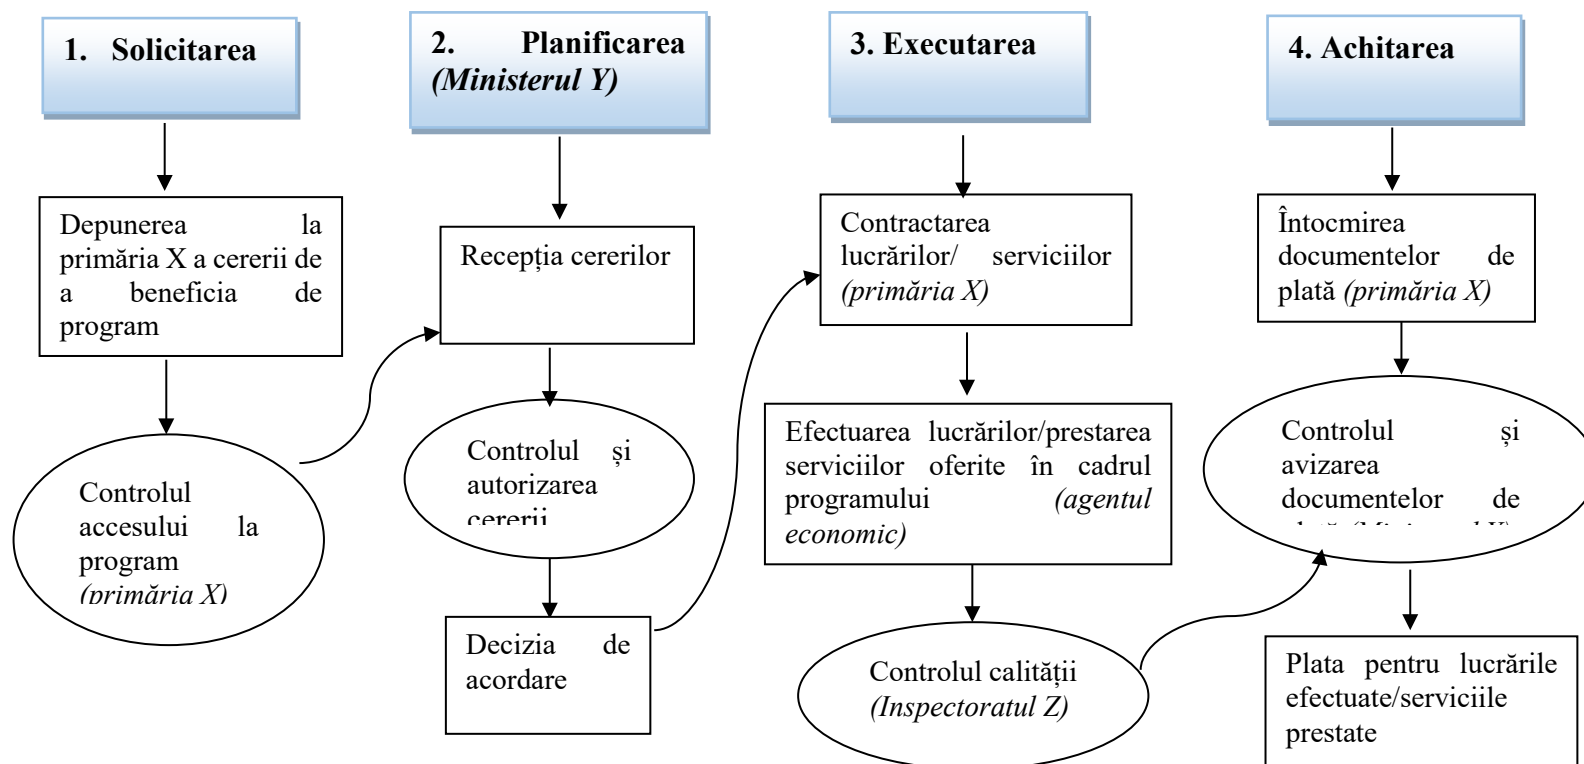 1. Solicitarea
Depunerea la
primăria X a cererii de
a beneficia de
program
Controlul
accesului la
program
(primăria X)
2. Planificarea
(Ministerul Y)
Recepția cererilor
Controlul și
autorizarea
cererii
Decizia de
acordare
3. Executarea
Contractarea
lucrărilor/ serviciilor
(primăria X)
Efectuarea lucrărilor/prestarea
serviciilor oferite în cadrul
programului (agentul
economic)
Controlul calității
(Inspectoratul Z)
4. Achitarea
Întocmirea
documentelor de
plată (primăria X)
Controlul și
avizarea
documentelor de
Plata pentru lucrările
efectuate/serviciile
prestate